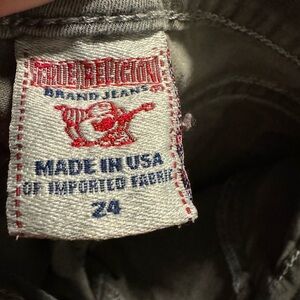 TRUE RELIGION
BRAND JEANS
MADE IN USA
OF IMPORTED FABRIC
24